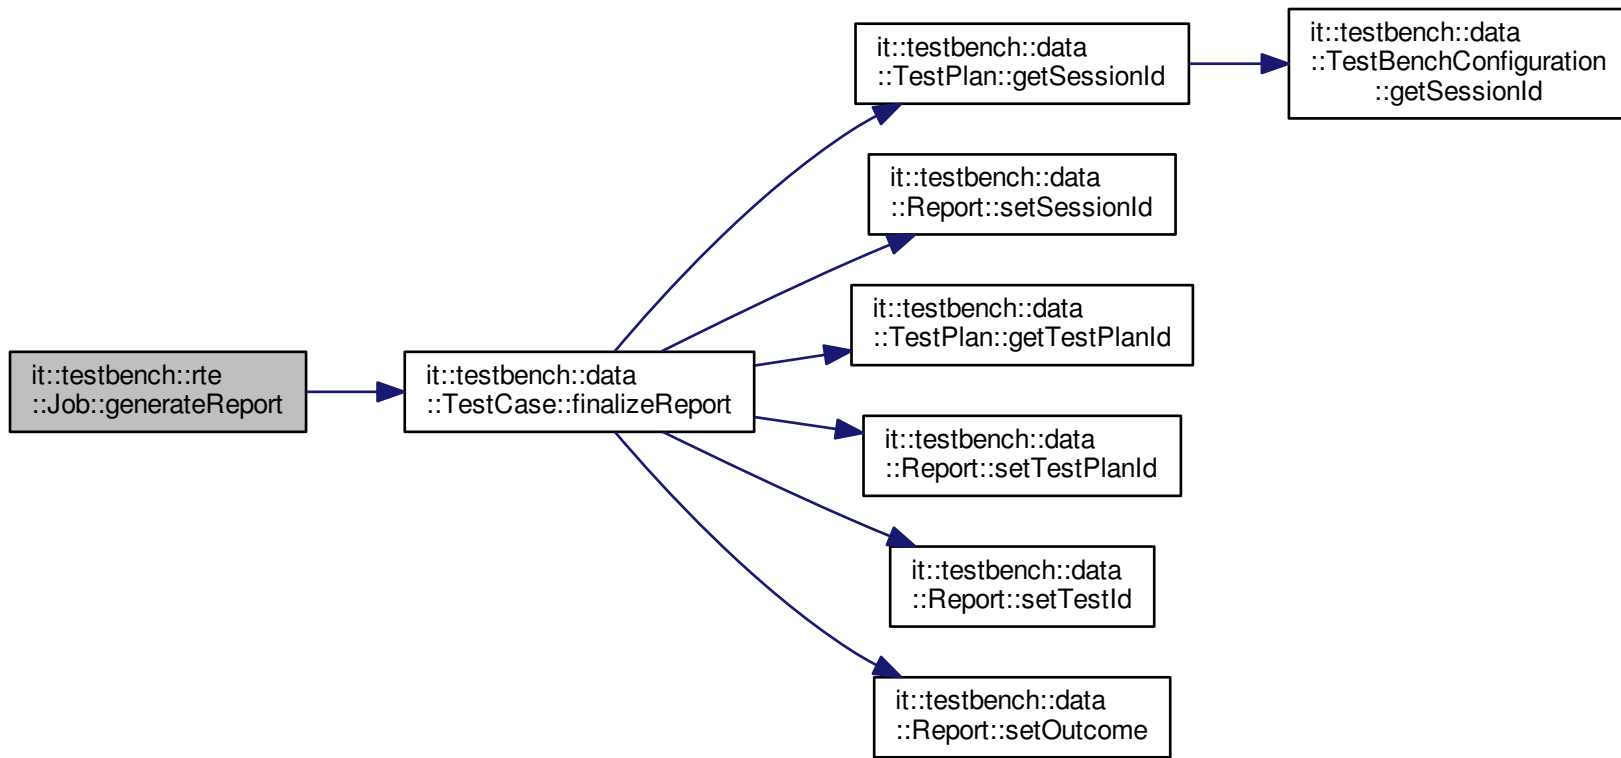 it::testbench::rte
::Job::generateReport
it::testbench::data
::TestCase::finalizeReport
it::testbench::data
::TestPlan::getSessionId
it::testbench::data
::TestBenchConfiguration
::getSessionId
it::testbench::data
::Report::setSessionId
it::testbench::data
::TestPlan::getTestPlanId
it::testbench::data
::Report::setTestPlanId
it::testbench::data
::Report::setTestId
it::testbench::data
::Report::setOutcome